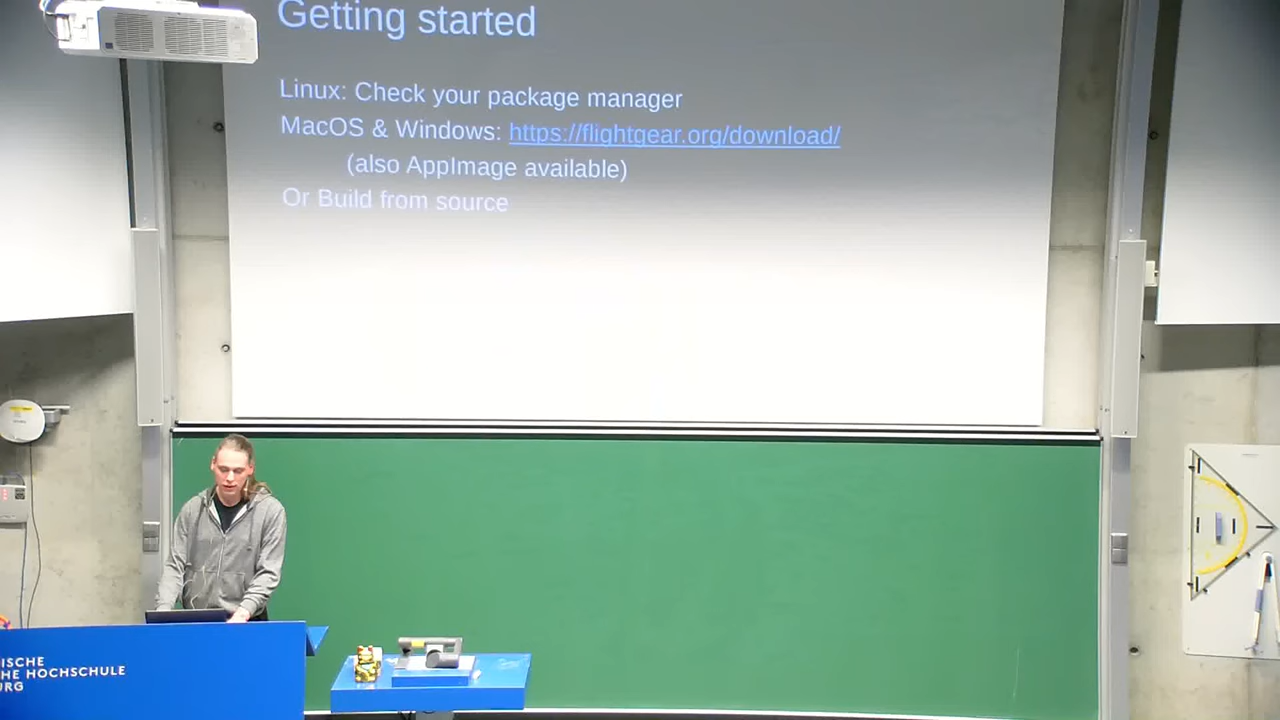 Getting started
Linux: Check your package manager
MacOS & Windows: https://flightgear.org/download/
(also AppImage available)
Or Build from source
ISCHE
HE HOCHSCHULE
URG